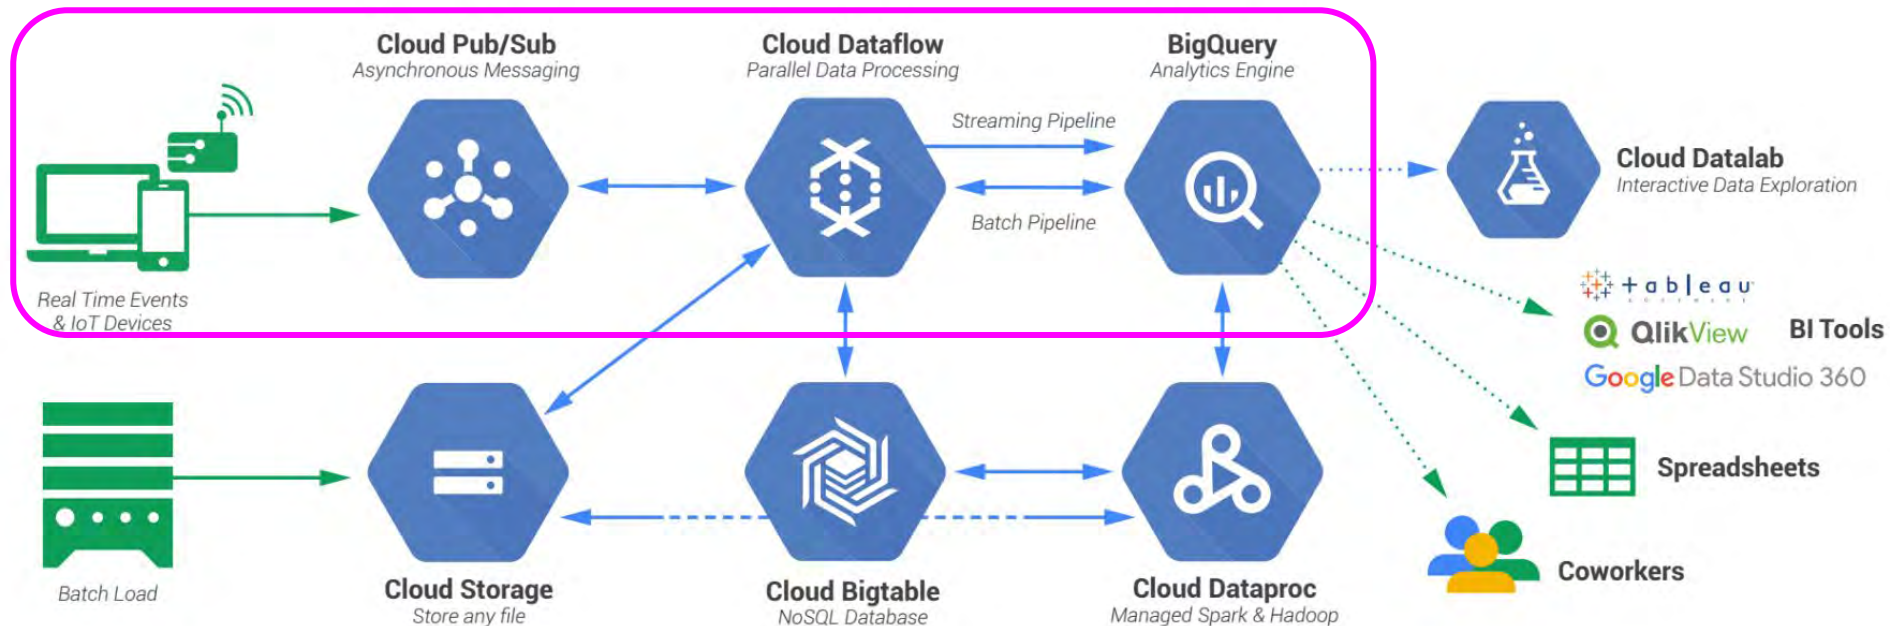 Cloud Pub/Sub
Asynchronous Messaging
Cloud Dataflow
Parallel Data Processing
BigQuery
Analytics Engine
Streaming Pipeline
Batch Pipeline
Real Time Events
& IoT Devices
Cloud Datalab
Interactive Data Exploration
+ableau
SOFTWARE
QlikView
BI Tools
Google Data Studio 360
Spreadsheets
Coworkers
Batch Load
Cloud Storage
Store any file
Cloud Bigtable
NoSQL Database
Cloud Dataproc
Managed Spark & Hadoop